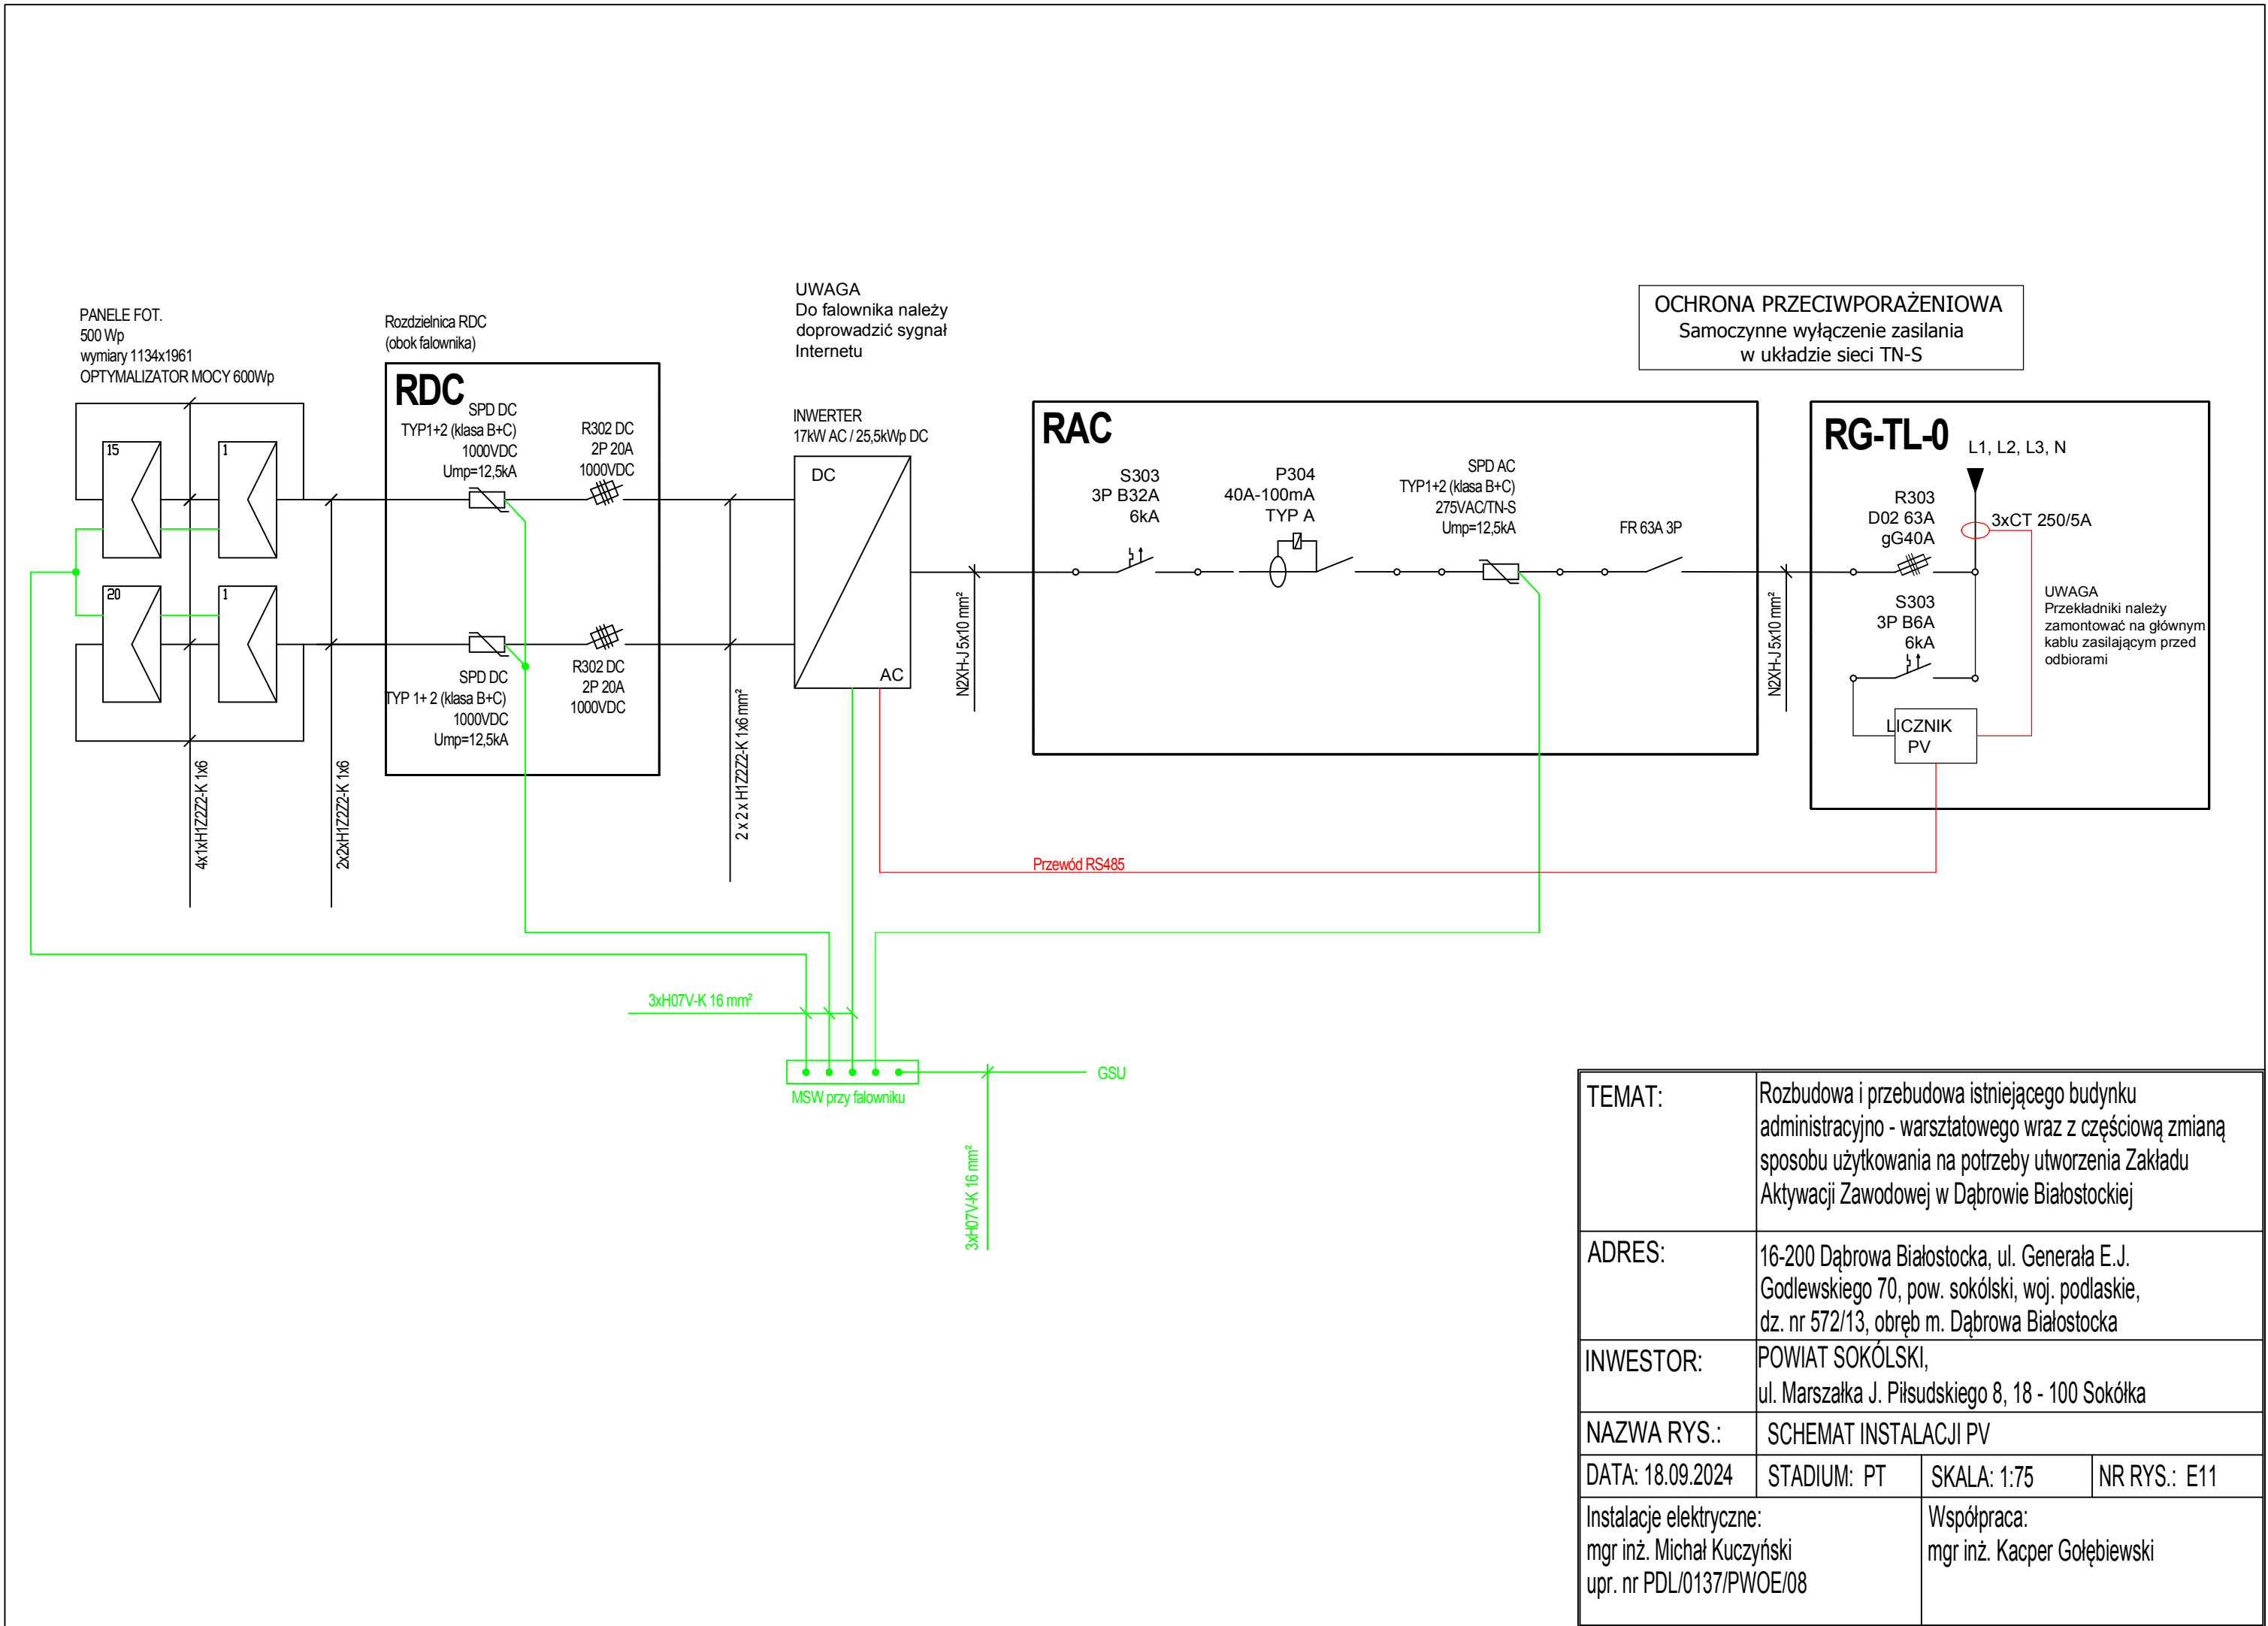 PANELE FOT.
500 Wp
wymiary 1134x1961
OPTYMALIZATOR MOCY 600Wp
15
1
20
1
4x1xH1Z2Z2-K 1x6
2x2xH1Z2Z2-K 1x6
Rozdzielnica RDC
(obok falownika)
RDC
SPD DC
TYP1+2 (klasa B+C)
1000VDC
Ump=12,5kA
R302 DC
2P 20A
1000VDC
SPD DC
TYP 1+ 2 (klasa B+C)
1000VDC
Ump=12,5kA
R302 DC
2P 20A
1000VDC
2 x 2 x H1Z2Z2-K 1x6 mm²
UWAGA
Do falownika należy
doprowadzić sygnał
Internetu
INWERTER
17kW AC / 25,5kWp DC
DC
AC
N2XH-J 5x10 mm²
RAC
S303
3P B32A
6kA
P304
40A-100mA
TYP A
SPD AC
TYP1+2 (klasa B+C)
275VAC/TN-S
Ump=12,5kA
FR 63A 3P
N2XH-J 5x10 mm²
OCHRONA PRZECIWPORAŻENIOWA
Samoczynne wyłączenie zasilania
w układzie sieci TN-S
RG-TL-0
L1, L2, L3, N
R303
D02 63A
gG40A
3xCT 250/5A
S303
3P B6A
6kA
UWAGA
Przekładniki należy
zamontować na głównym
kablu zasilającym przed
odbiorami
LICZNIK
PV
Przewód RS485
3xH07V-K 16 mm²
MSW przy falowniku
GSU
3xH07V-K 16 mm²
TEMAT:
Rozbudowa i przebudowa istniejącego budynku
administracyjno - warsztatowego wraz z częściową zmianą
sposobu użytkowania na potrzeby utworzenia Zakładu
Aktywacji Zawodowej w Dąbrowie Białostockiej
ADRES:
16-200 Dąbrowa Białostocka, ul. Generała E.J.
Godlewskiego 70, pow. sokólski, woj. podlaskie,
dz. nr 572/13, obręb m. Dąbrowa Białostocka
INWESTOR:
POWIAT SOKÓLSKI,
ul. Marszałka J. Piłsudskiego 8, 18 - 100 Sokółka
NAZWA RYS.: SCHEMAT INSTALACJI PV
DATA: 18.09.2024 STADIUM: PT SKALA: 1:75 NR RYS.: E11
Instalacje elektryczne:
mgr inż. Michał Kuczyński
upr. nr PDL/0137/PWOE/08
Współpraca:
mgr inż. Kacper Gołębiewski